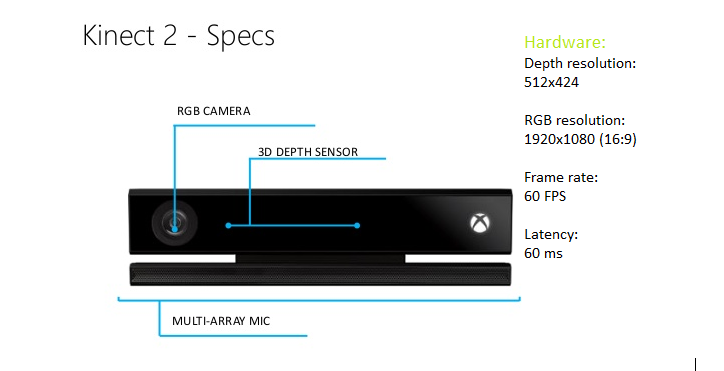 Kinect 2 - Specs
Hardware:
Depth resolution:
512x424
RGB resolution:
1920x1080 (16:9)
Frame rate:
60 FPS
Latency:
60 ms
RGB CAMERA
3D DEPTH SENSOR
MULTI-ARRAY MIC